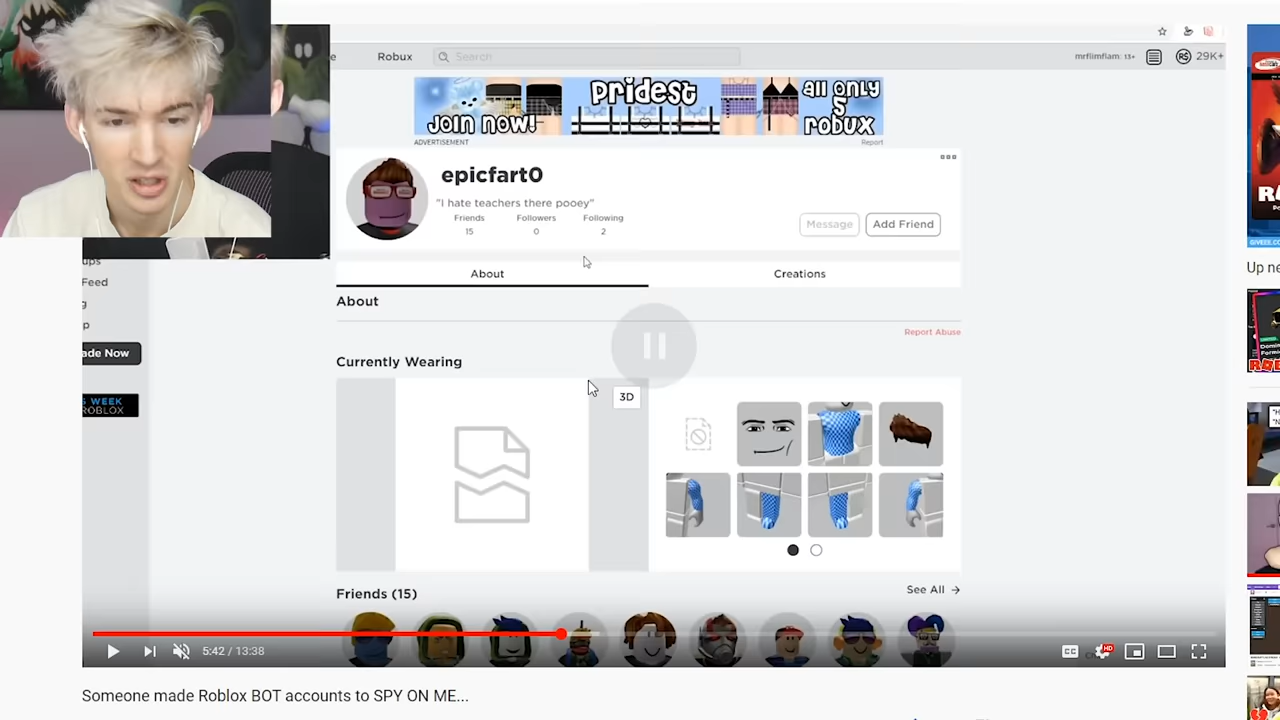 Robux
Search
mrflimflam: 13+
29K+
JOIN NOW!
PRIDEST
ALL ONLY
5
ROBUX
ADVERTISEMENT
Report
epicfart0
"I hate teachers there pooey"
Friends
Followers
Following
15
0
2
Message
Add Friend
About
Creations
ups
Feed
g
p
ade Now
S WEEK
ROBLOX
About
Report Abuse
Currently Wearing
3D
Friends (15)
See All →
5:42 / 13:38
CC
HD
Someone made Roblox BOT accounts to SPY ON ME...
Up ne